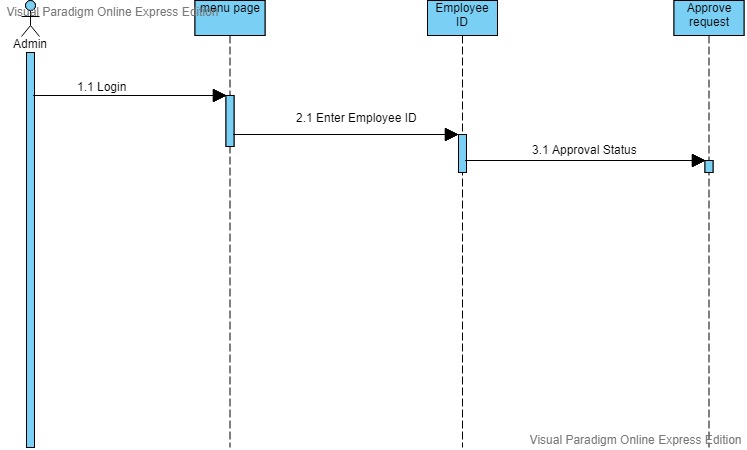 Visual Paradigm Online Express Edition
menu page
Employee
ID
Approve
request
Admin
1.1 Login
2.1 Enter Employee ID
3.1 Approval Status
Visual Paradigm Online Express Edition